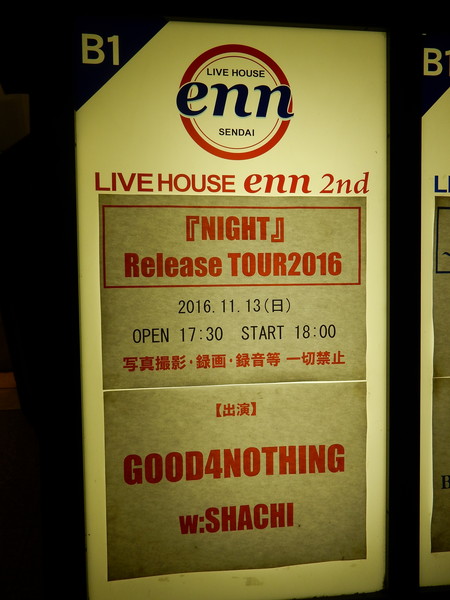 B1
LIVE HOUSE
enn
SENDAI
LIVE HOUSE enn 2nd
『NIGHT』
Release TOUR2016
2016.11.13(日)
OPEN 17:30 START 18:00
写真撮影・録画・録音等 一切禁止
【出演】
GOOD4NOTHING
w:SHACHI
B1